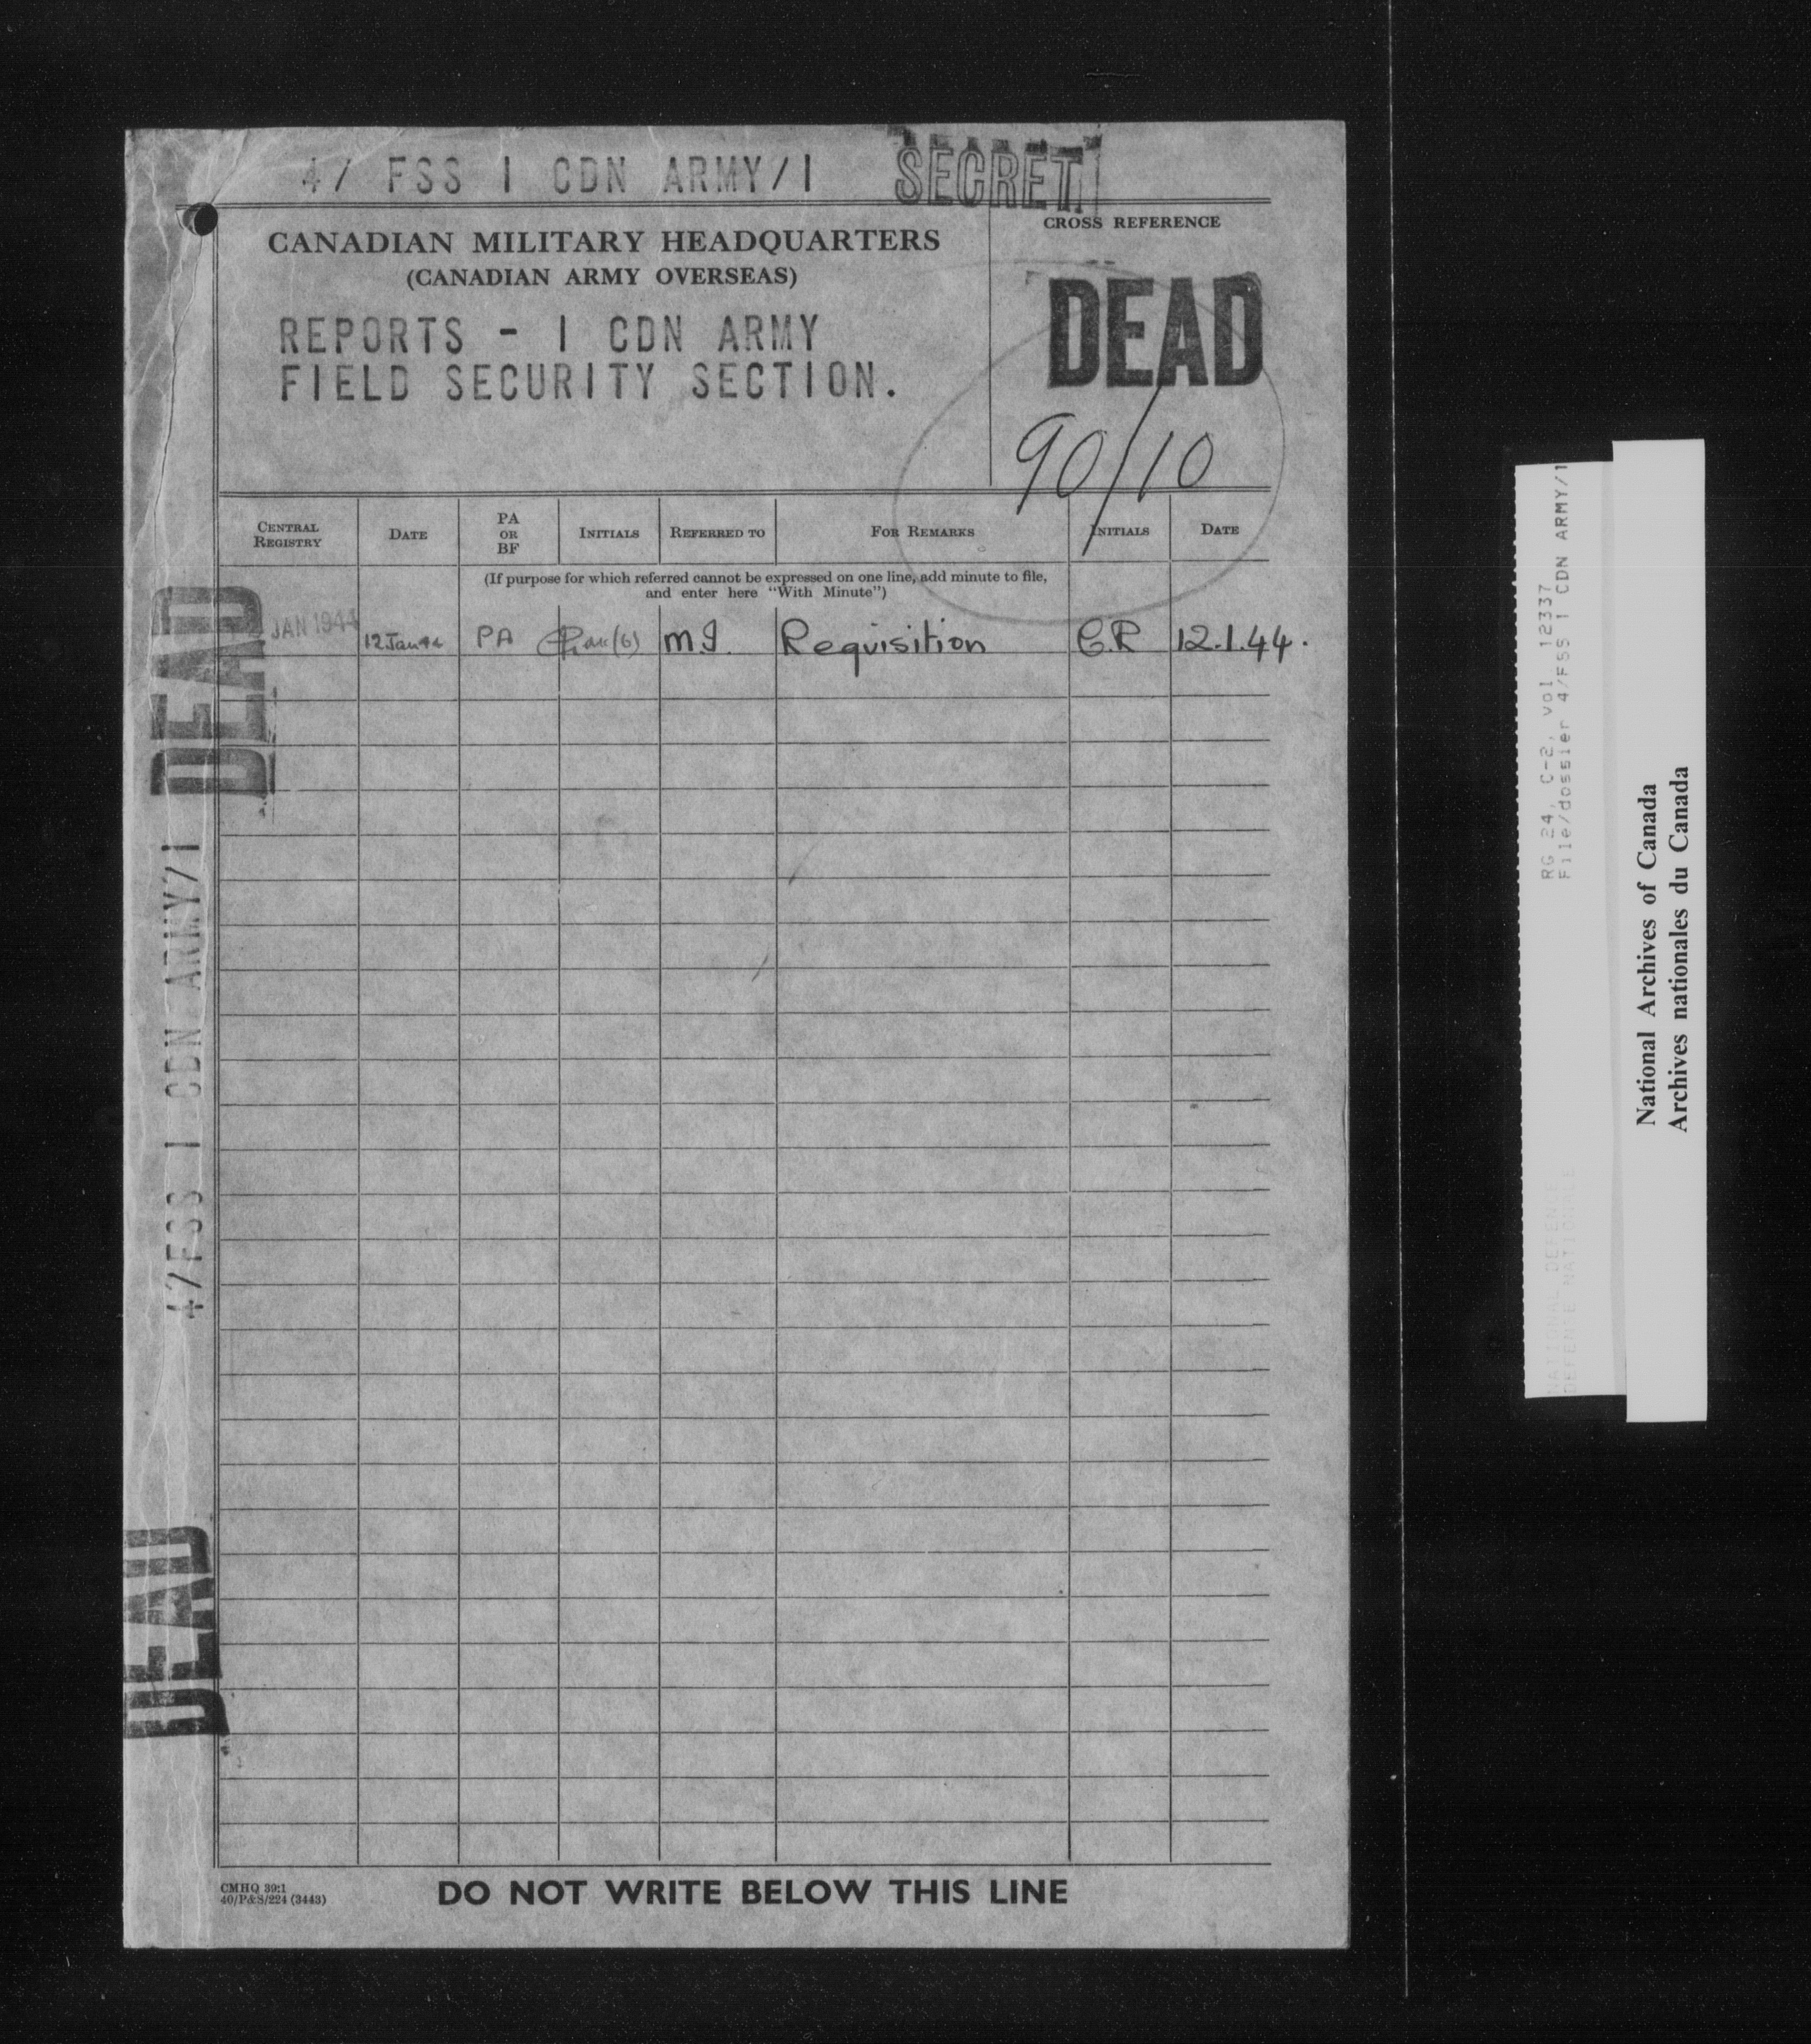 4/ FSS 1 CDN ARMY/1 SECRET
CROSS REFERENCE
CANADIAN MILITARY HEADQUARTERS
(CANADIAN ARMY OVERSEAS)
DEAD
REPORTS - 1 CDN ARMY
FIELD SECURITY SECTION.
90/10
CENTRAL REGISTRY DATE PA OR BF INITIALS REFERRED TO FOR REMARKS INITIALS DATE
(If purpose for which referred cannot be expressed on one line, add minute to file,
and enter here "With Minute")
JAN 1944 12 Jan 44 PA M.I. Requisition C.R 12.1.44.
DEAD
DEAD
4/FSS 1 CDN ARMY/1
DEAD
CMHQ 39:1
40/P&S/224 (3443)
DO NOT WRITE BELOW THIS LINE
RG 24, C-2, vol. 12337
File/dossier 4/FSS 1 CDN ARMY/1
NATIONAL DEFENCE
DEFENSE NATIONALE
National Archives of Canada
Archives nationales du Canada